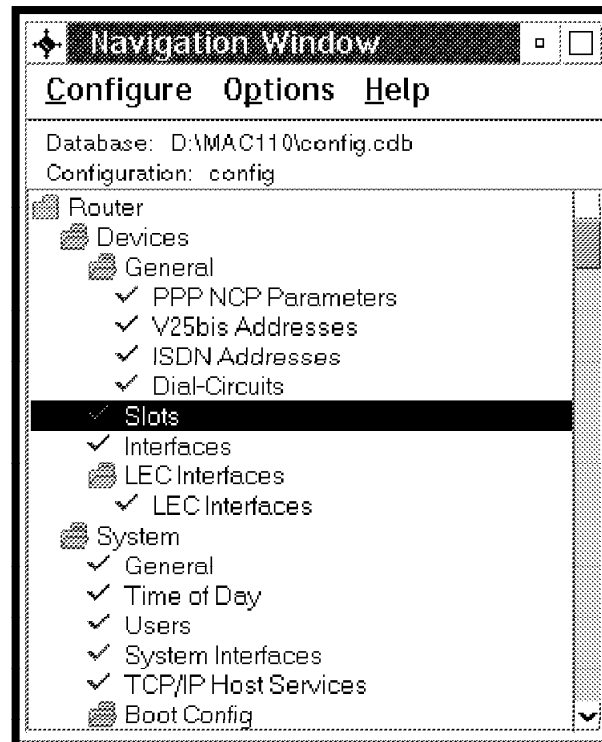 Navigation Window
Configure Options Help
Database: D:\MAC110\config.cdb
Configuration: config
Router
Devices
General
PPP NCP Parameters
V25bis Addresses
ISDN Addresses
Dial-Circuits
Slots
Interfaces
LEC Interfaces
LEC Interfaces
System
General
Time of Day
Users
System Interfaces
TCP/IP Host Services
Boot Config